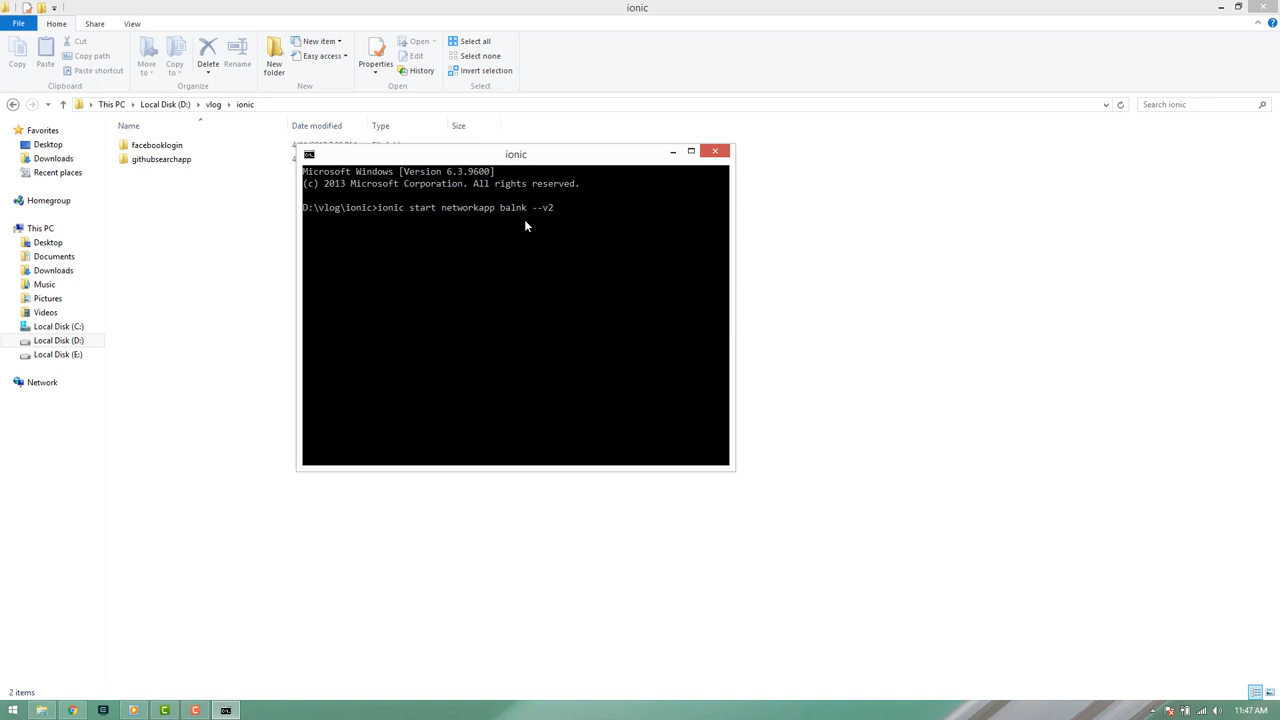 ionic
File
Home
Share
View
Copy
Paste
Cut
Copy path
Paste shortcut
Clipboard
Move to
Copy to
Delete
Rename
Organize
New folder
New item
Easy access
New
Properties
Open
Edit
History
Open
Select all
Select none
Invert selection
Select
This PC
Local Disk (D:)
vlog
ionic
Search ionic
Name
Date modified
Type
Size
Favorites
Desktop
Downloads
Recent places
Homegroup
This PC
Desktop
Documents
Downloads
Music
Pictures
Videos
Local Disk (C:)
Local Disk (D:)
Local Disk (E:)
Network
facebooklogin
githubsearchapp
ionic
Microsoft Windows [Version 6.3.9600]
(c) 2013 Microsoft Corporation. All rights reserved.
D:\vlog\ionic>ionic start networkapp balnk --v2
2 items
11:47 AM